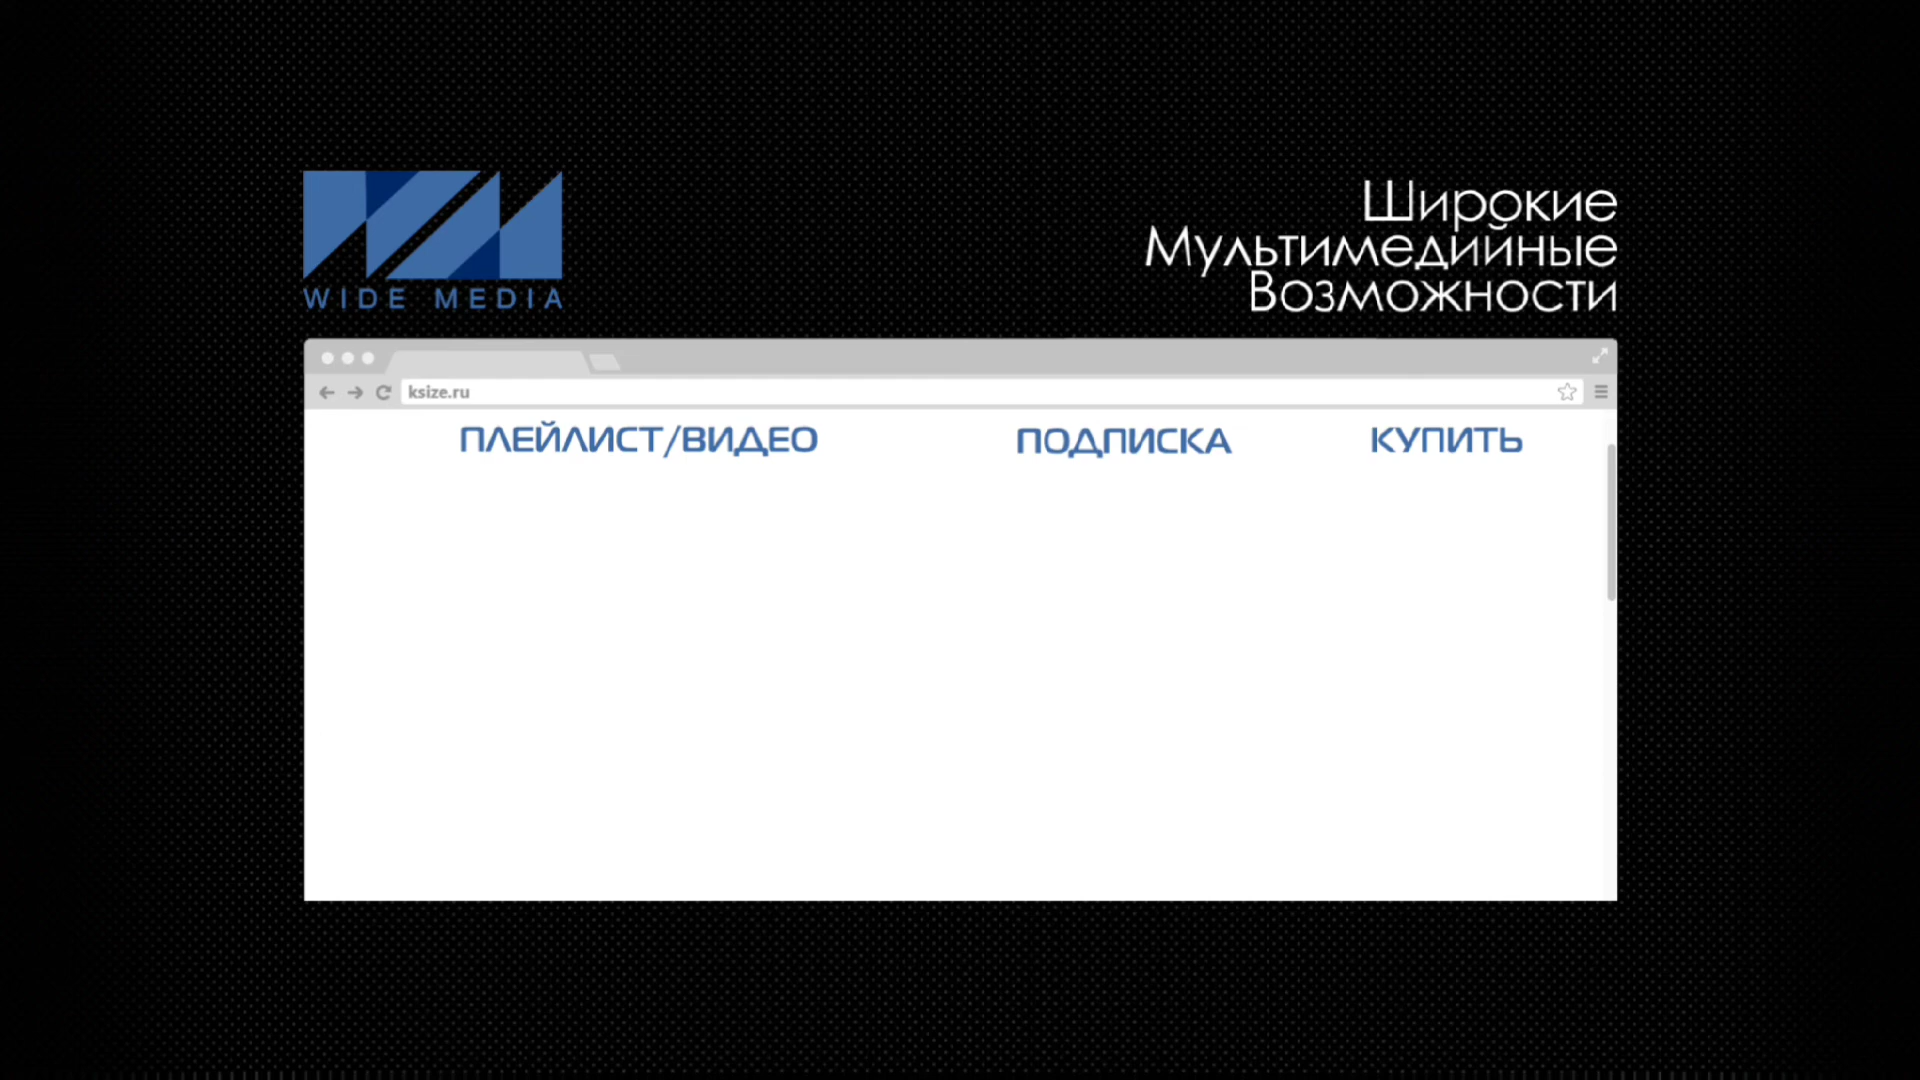 WIDE MEDIA
Широкие
Мультимедийные
Возможности
ksize.ru
ПЛЕЙЛИСТ/ВИДЕО ПОДПИСКА КУПИТЬ